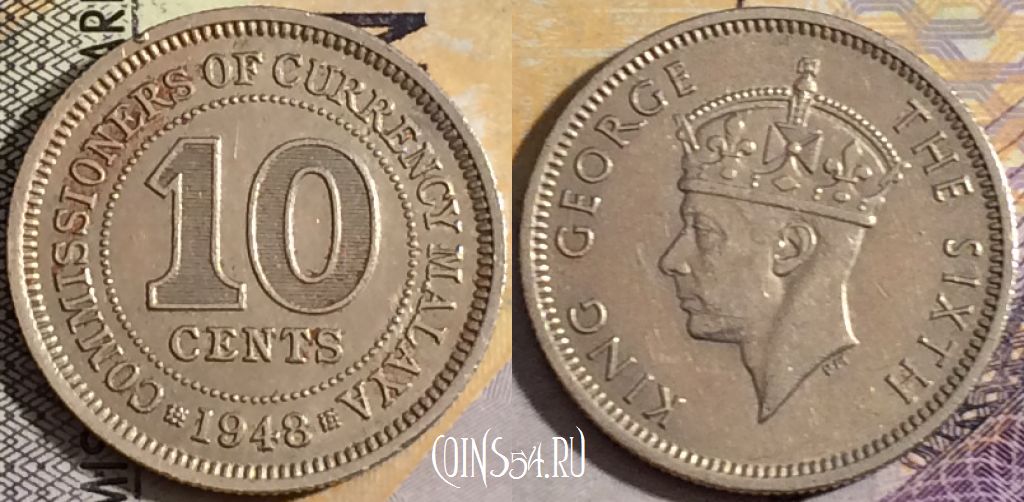 COMMISSIONERS OF CURRENCY MALAYA
10
CENTS
1948
KING GEORGE THE SIXTH
COINS54.RU